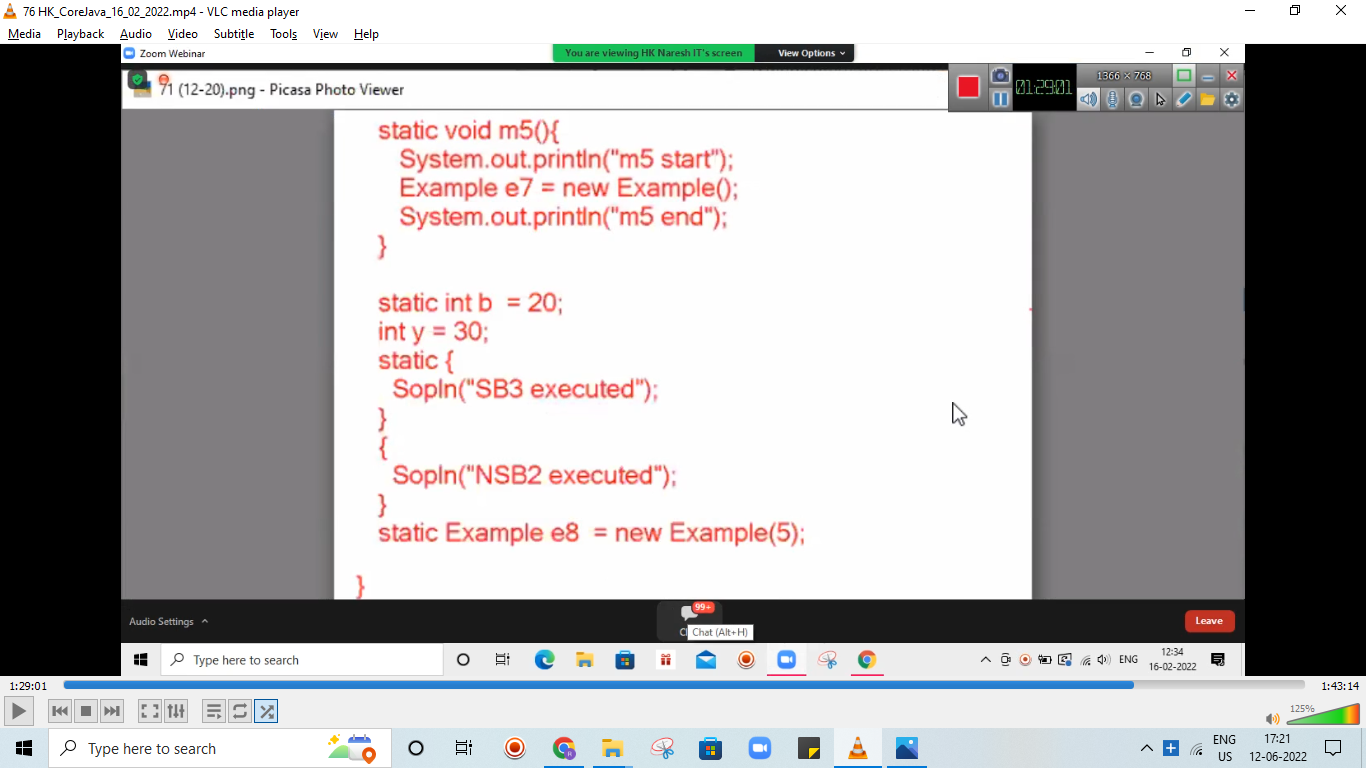 76 HK_CoreJava_16_02_2022.mp4 - VLC media player
Media Playback Audio Video Subtitle Tools View Help
Zoom Webinar
You are viewing HK Naresh IT's screen
View Options
71 (12-20).png - Picasa Photo Viewer
01:29:01
1366 × 768
static void m5(){
System.out.println("m5 start");
Example e7 = new Example();
System.out.println("m5 end");
}
static int b = 20;
int y = 30;
static {
Sopln("SB3 executed");
}
{
Sopln("NSB2 executed");
}
static Example e8 = new Example(5);
}
Audio Settings
99+
Chat (Alt+H)
Leave
Type here to search
ENG
12:34
16-02-2022
1:29:01
1:43:14
125%
Type here to search
ENG
US
17:21
12-06-2022